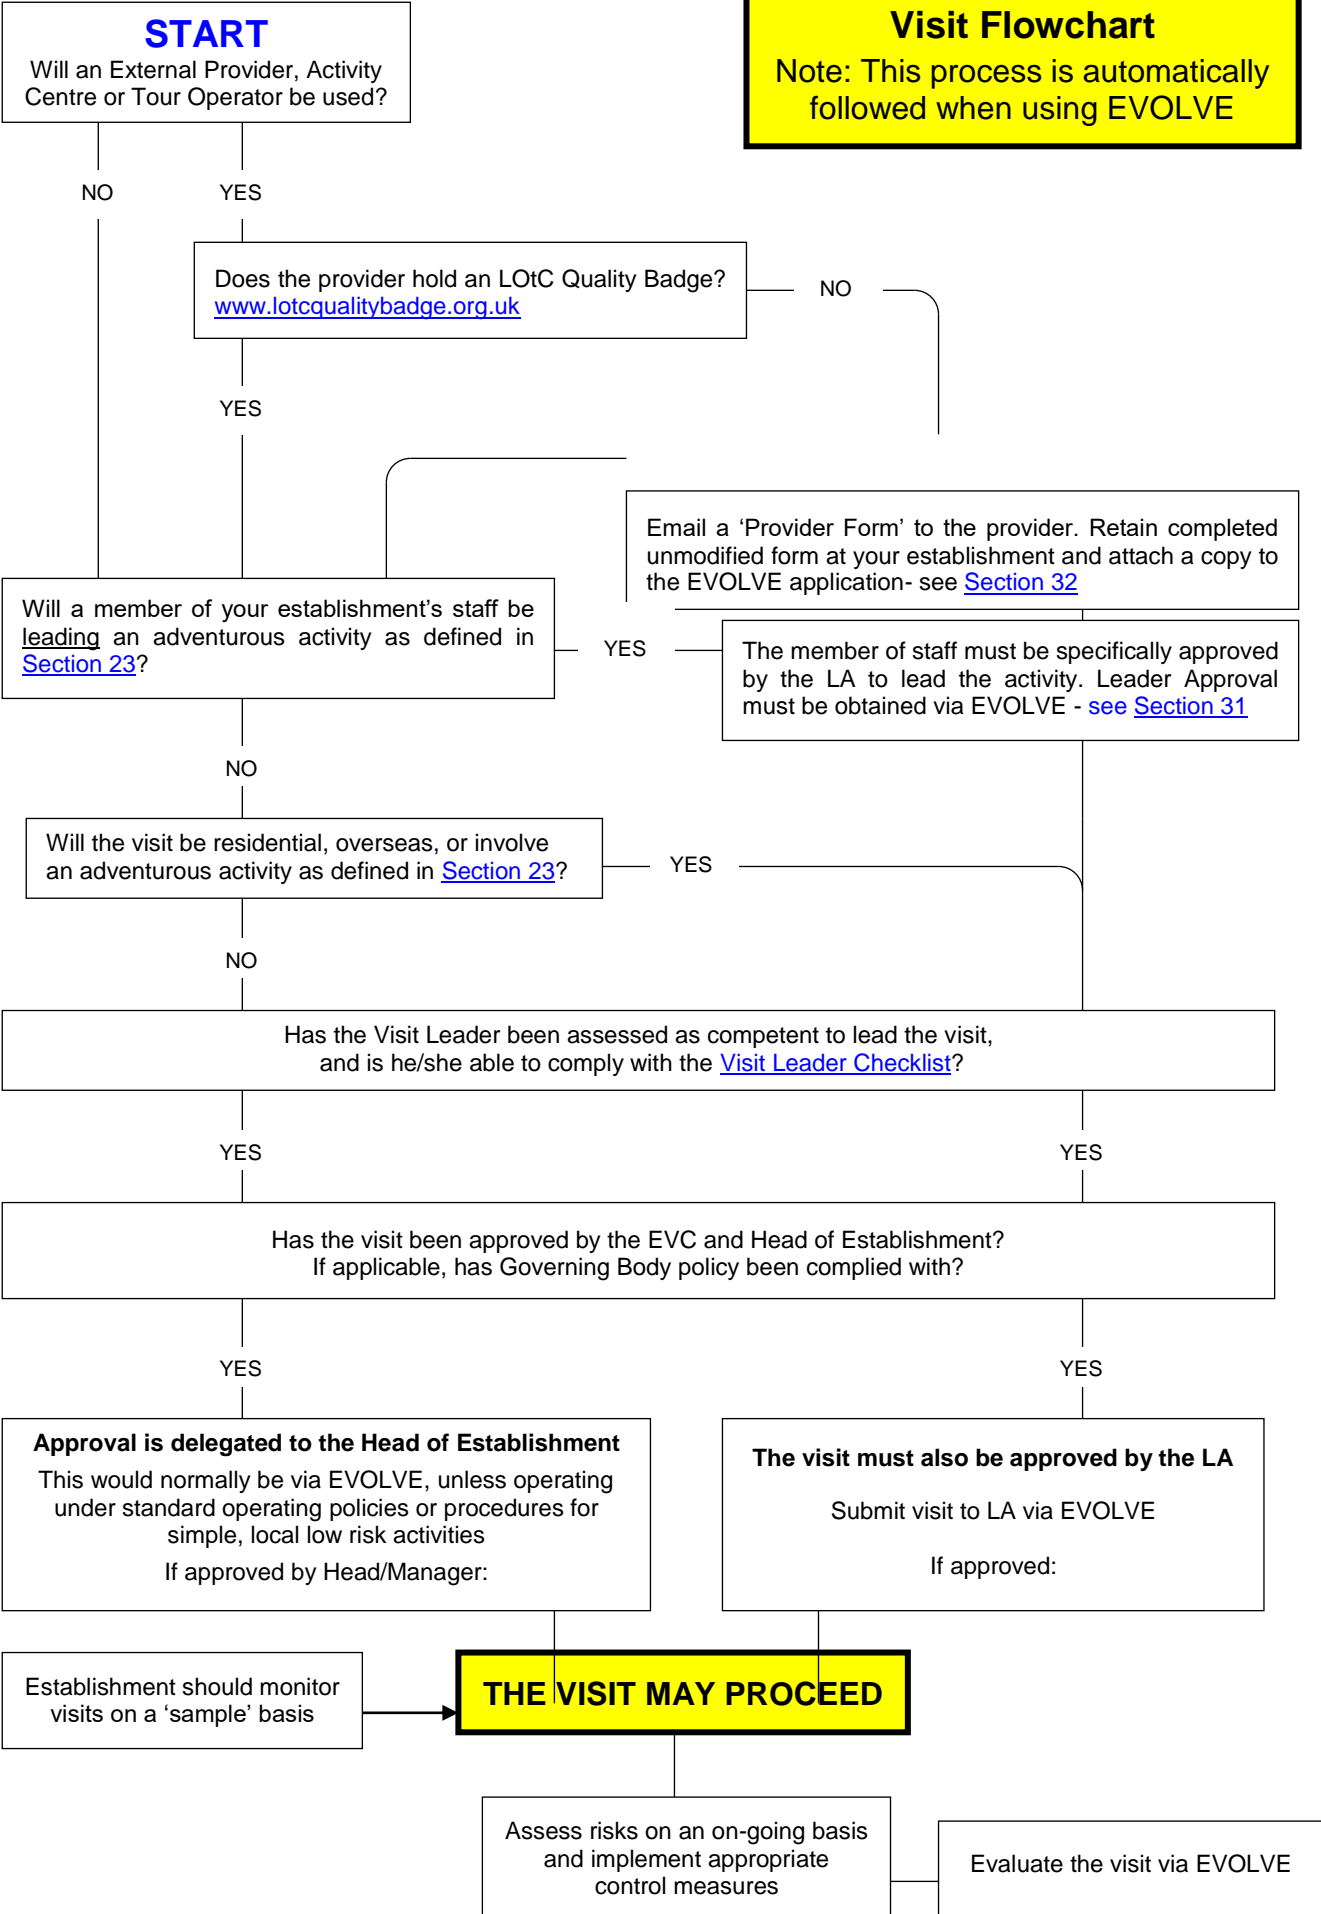 START
Will an External Provider, Activity
Centre or Tour Operator be used?
Visit Flowchart
Note: This process is automatically
followed when using EVOLVE
NO
YES
Does the provider hold an LOtC Quality Badge?
www.lotcqualitybadge.org.uk
NO
YES
Email a ‘Provider Form’ to the provider. Retain completed
unmodified form at your establishment and attach a copy to
the EVOLVE application- see Section 32
Will a member of your establishment’s staff be
leading an adventurous activity as defined in
Section 23?
YES
The member of staff must be specifically approved
by the LA to lead the activity. Leader Approval
must be obtained via EVOLVE - see Section 31
NO
Will the visit be residential, overseas, or involve
an adventurous activity as defined in Section 23?
YES
NO
Has the Visit Leader been assessed as competent to lead the visit,
and is he/she able to comply with the Visit Leader Checklist?
YES
YES
Has the visit been approved by the EVC and Head of Establishment?
If applicable, has Governing Body policy been complied with?
YES
YES
Approval is delegated to the Head of Establishment
This would normally be via EVOLVE, unless operating
under standard operating policies or procedures for
simple, local low risk activities
If approved by Head/Manager:
The visit must also be approved by the LA
Submit visit to LA via EVOLVE
If approved:
Establishment should monitor
visits on a ‘sample’ basis
THE VISIT MAY PROCEED
Assess risks on an on-going basis
and implement appropriate
control measures
Evaluate the visit via EVOLVE